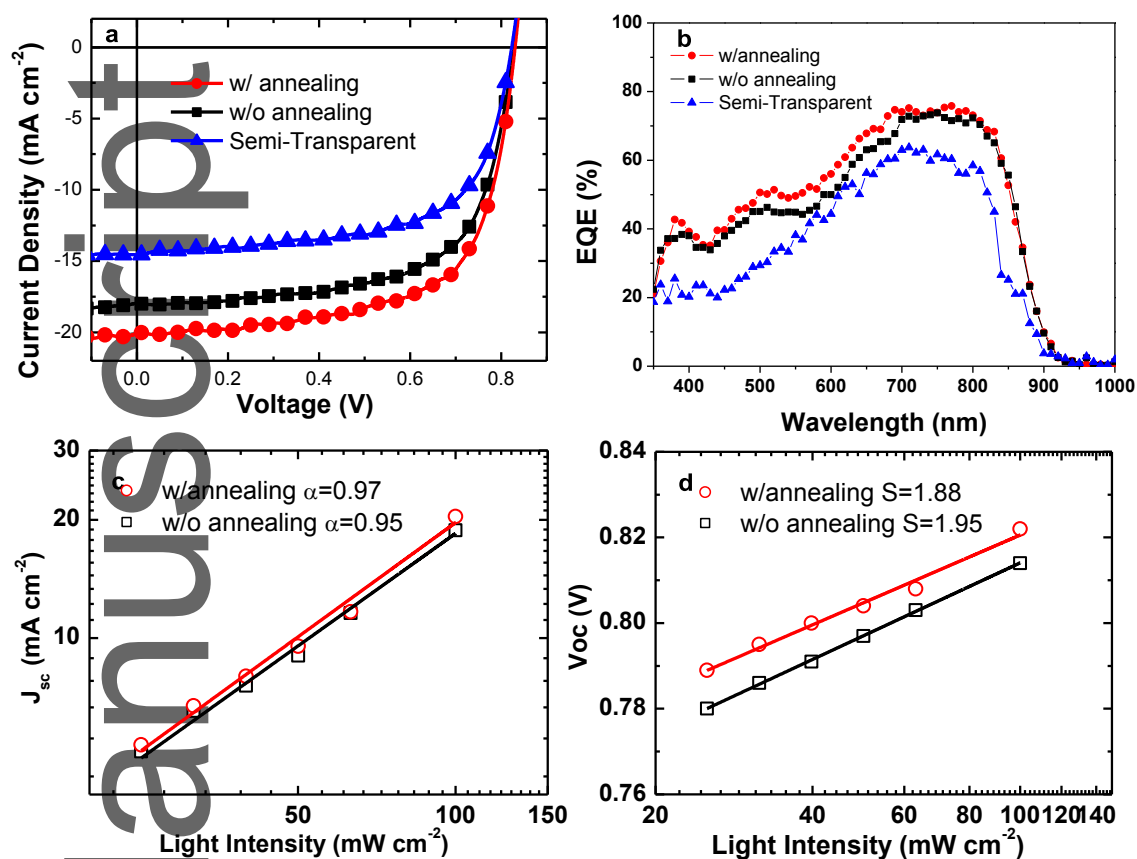 a
w/ annealing
w/o annealing
Semi-Transparent
Current Density (mA cm-2)
0
-5
-10
-15
-20
0.0 0.2 0.4 0.6 0.8
Voltage (V)
b
w/annealing
w/o annealing
Semi-Transparent
EQE (%)
100
80
60
40
20
0
400 500 600 700 800 900 1000
Wavelength (nm)
c
w/annealing α=0.97
w/o annealing α=0.95
Jsc (mA cm-2)
30
20
10
50 100 150
Light Intensity (mW cm-2)
d
w/annealing S=1.88
w/o annealing S=1.95
Voc (V)
0.84
0.82
0.80
0.78
0.76
20 40 60 80 100 120 140
Light Intensity (mW cm-2)
anuscript